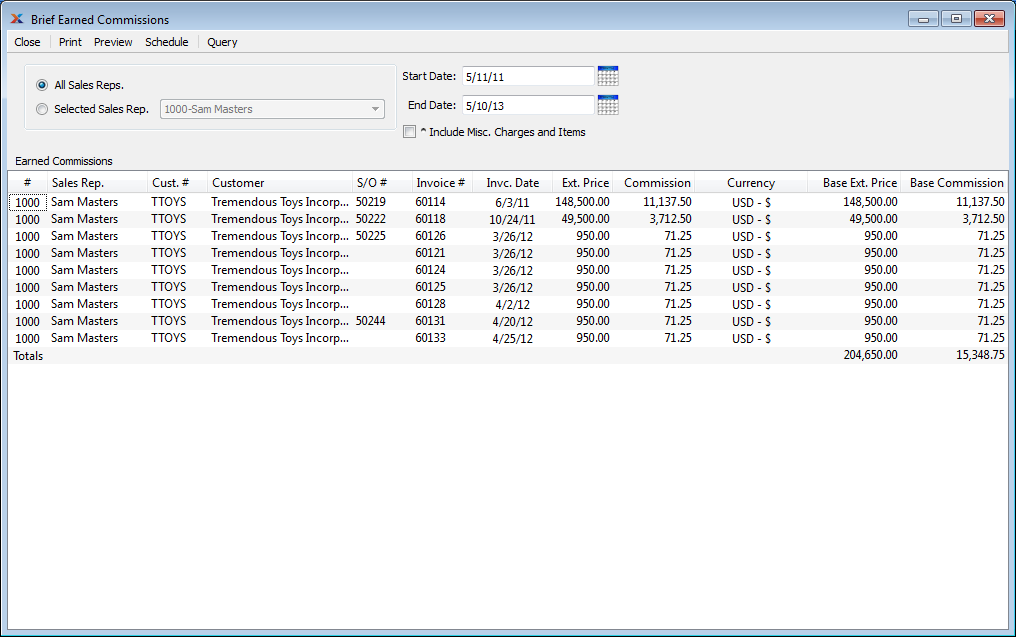 Brief Earned Commissions
Close Print Preview Schedule Query
All Sales Reps.
Selected Sales Rep. 1000-Sam Masters
Start Date: 5/11/11
End Date: 5/10/13
^ Include Misc. Charges and Items
Earned Commissions
# Sales Rep. Cust. # Customer S/O # Invoice # Invc. Date Ext. Price Commission Currency Base Ext. Price Base Commission
1000 Sam Masters TTOYS Tremendous Toys Incorp... 50219 60114 6/3/11 148,500.00 11,137.50 USD - $ 148,500.00 11,137.50
1000 Sam Masters TTOYS Tremendous Toys Incorp... 50222 60118 10/24/11 49,500.00 3,712.50 USD - $ 49,500.00 3,712.50
1000 Sam Masters TTOYS Tremendous Toys Incorp... 50225 60126 3/26/12 950.00 71.25 USD - $ 950.00 71.25
1000 Sam Masters TTOYS Tremendous Toys Incorp... 60121 3/26/12 950.00 71.25 USD - $ 950.00 71.25
1000 Sam Masters TTOYS Tremendous Toys Incorp... 60124 3/26/12 950.00 71.25 USD - $ 950.00 71.25
1000 Sam Masters TTOYS Tremendous Toys Incorp... 60125 3/26/12 950.00 71.25 USD - $ 950.00 71.25
1000 Sam Masters TTOYS Tremendous Toys Incorp... 60128 4/2/12 950.00 71.25 USD - $ 950.00 71.25
1000 Sam Masters TTOYS Tremendous Toys Incorp... 50244 60131 4/20/12 950.00 71.25 USD - $ 950.00 71.25
1000 Sam Masters TTOYS Tremendous Toys Incorp... 60133 4/25/12 950.00 71.25 USD - $ 950.00 71.25
Totals 204,650.00 15,348.75